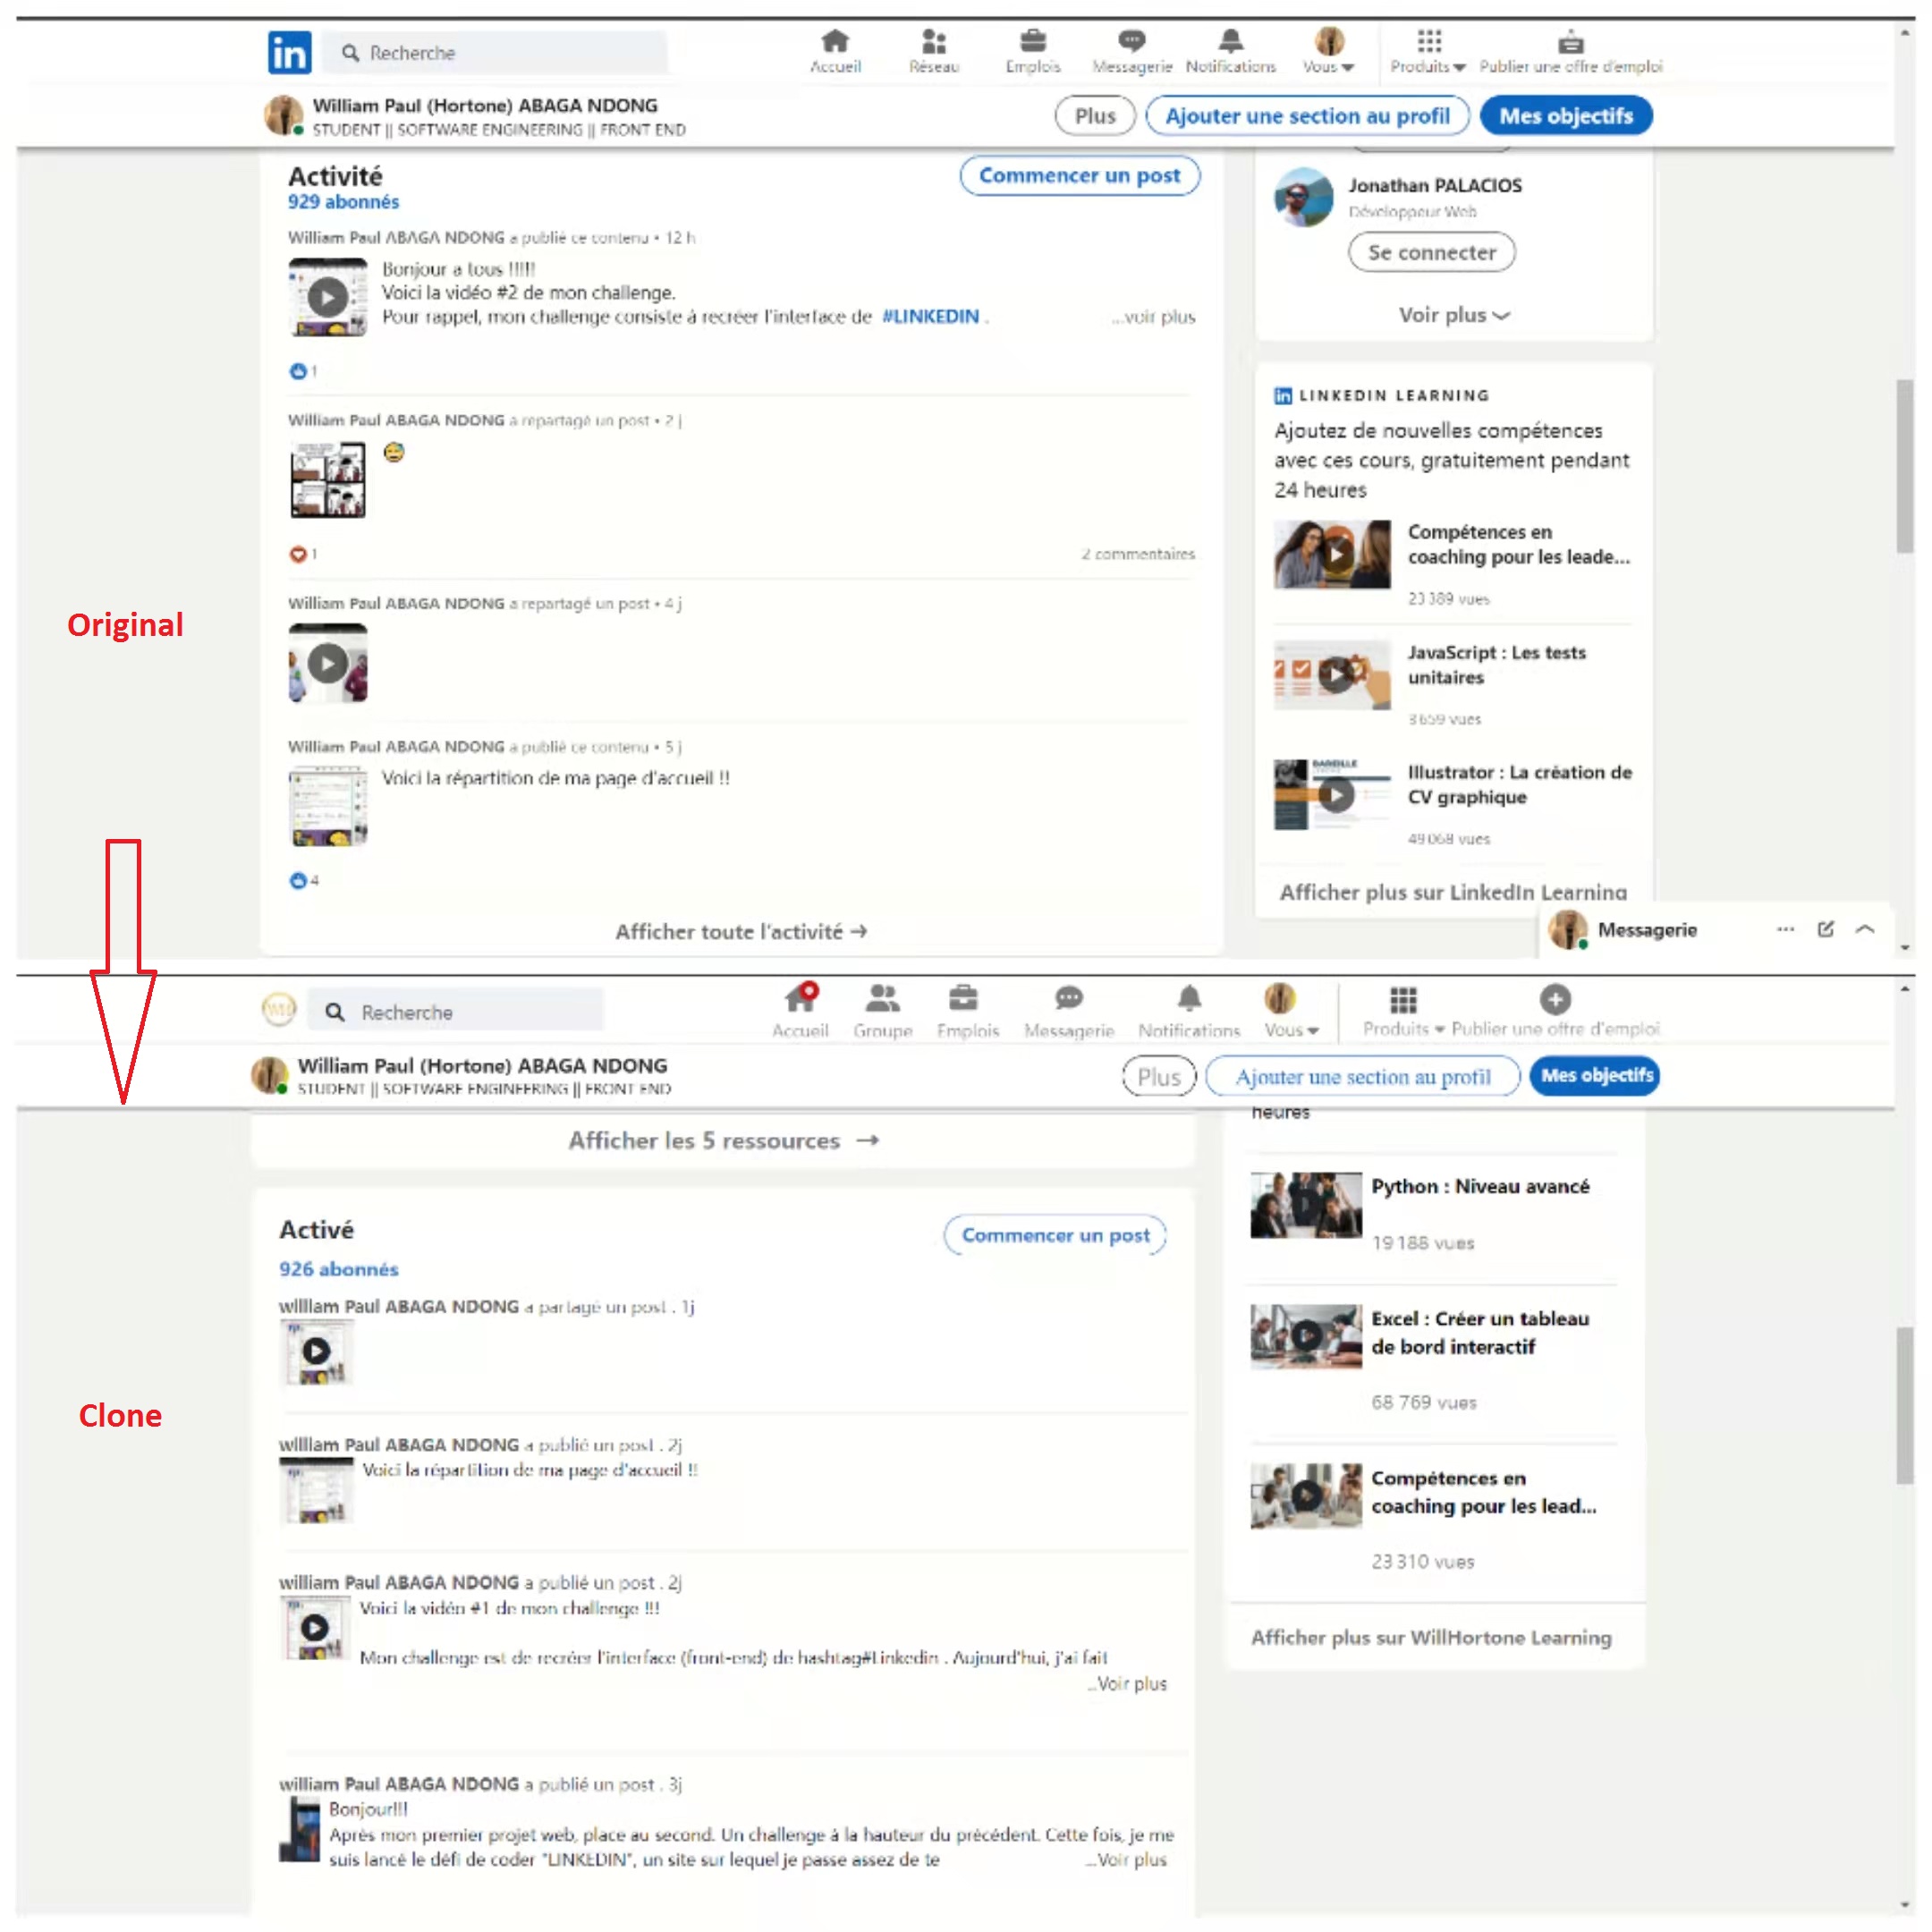 in Recherche
Accueil Réseau Emplois Messagerie Notifications Vous Produits Publier une offre d'emploi
William Paul (Hortone) ABAGA NDONG
STUDENT || SOFTWARE ENGINEERING || FRONT END
Plus Ajouter une section au profil Mes objectifs
Activité
929 abonnés
Commencer un post
William Paul ABAGA NDONG a publié ce contenu • 12 h
Bonjour a tous !!!!!
Voici la vidéo #2 de mon challenge.
Pour rappel, mon challenge consiste à recréer l'interface de #LINKEDIN .
...voir plus
1
William Paul ABAGA NDONG a repartagé un post • 2 j
1
2 commentaires
William Paul ABAGA NDONG a repartagé un post • 4 j
William Paul ABAGA NDONG a publié ce contenu • 5 j
Voici la répartition de ma page d'accueil !!
4
Afficher toute l'activité →
Jonathan PALACIOS
Développeur Web
Se connecter
Voir plus
in LINKEDIN LEARNING
Ajoutez de nouvelles compétences
avec ces cours, gratuitement pendant
24 heures
Compétences en
coaching pour les leade...
23 389 vues
JavaScript : Les tests
unitaires
3 659 vues
Illustrator : La création de
CV graphique
49 068 vues
Afficher plus sur LinkedIn Learning
Messagerie ...
Original
Clone
Recherche
Accueil Groupe Emplois Messagerie Notifications Vous Produits Publier une offre d'emploi
William Paul (Hortone) ABAGA NDONG
STUDENT || SOFTWARE ENGINEERING || FRONT END
Plus Ajouter une section au profil Mes objectifs
Afficher les 5 ressources →
Activé
926 abonnés
Commencer un post
william Paul ABAGA NDONG a partagé un post . 1j
william Paul ABAGA NDONG a publié un post . 2j
Voici la répartition de ma page d'accueil !!
william Paul ABAGA NDONG a publié un post . 2j
Voici la vidéo #1 de mon challenge !!!
Mon challenge est de recréer l'interface (front-end) de hashtag#Linkedin . Aujourd'hui, j'ai fait
...Voir plus
william Paul ABAGA NDONG a publié un post . 3j
Bonjour!!!
Après mon premier projet web, place au second. Un challenge à la hauteur du précédent. Cette fois, je me
suis lancé le défi de coder "LINKEDIN", un site sur lequel je passe assez de te
...Voir plus
heures
Python : Niveau avancé
19 188 vues
Excel : Créer un tableau
de bord interactif
68 769 vues
Compétences en
coaching pour les lead...
23 310 vues
Afficher plus sur WillHortone Learning